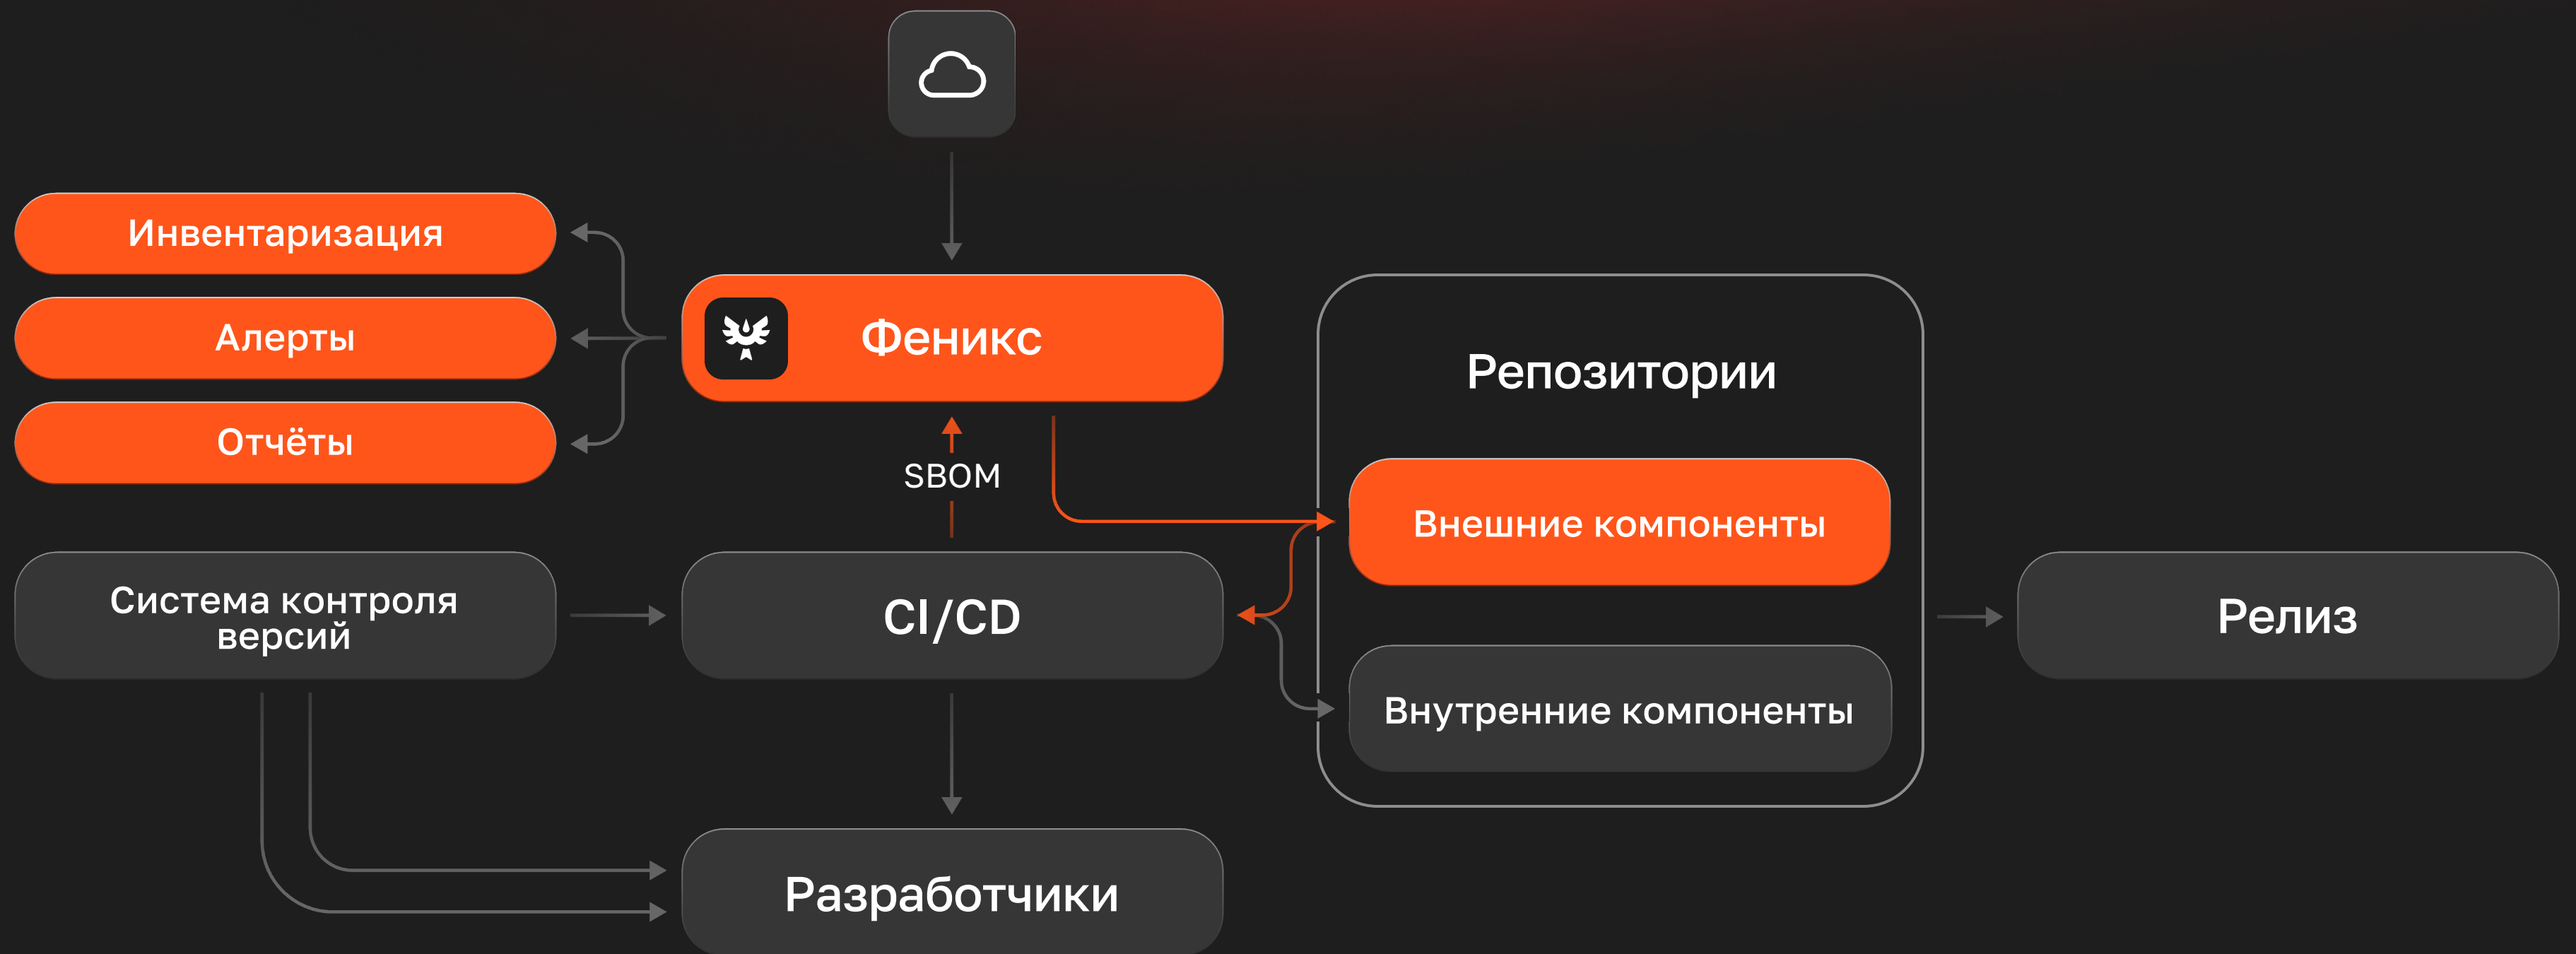 Инвентаризация
Алерты
Отчёты
Феникс
SBOM
Репозитории
Внешние компоненты
Внутренние компоненты
Система контроля
версий
CI/CD
Релиз
Разработчики